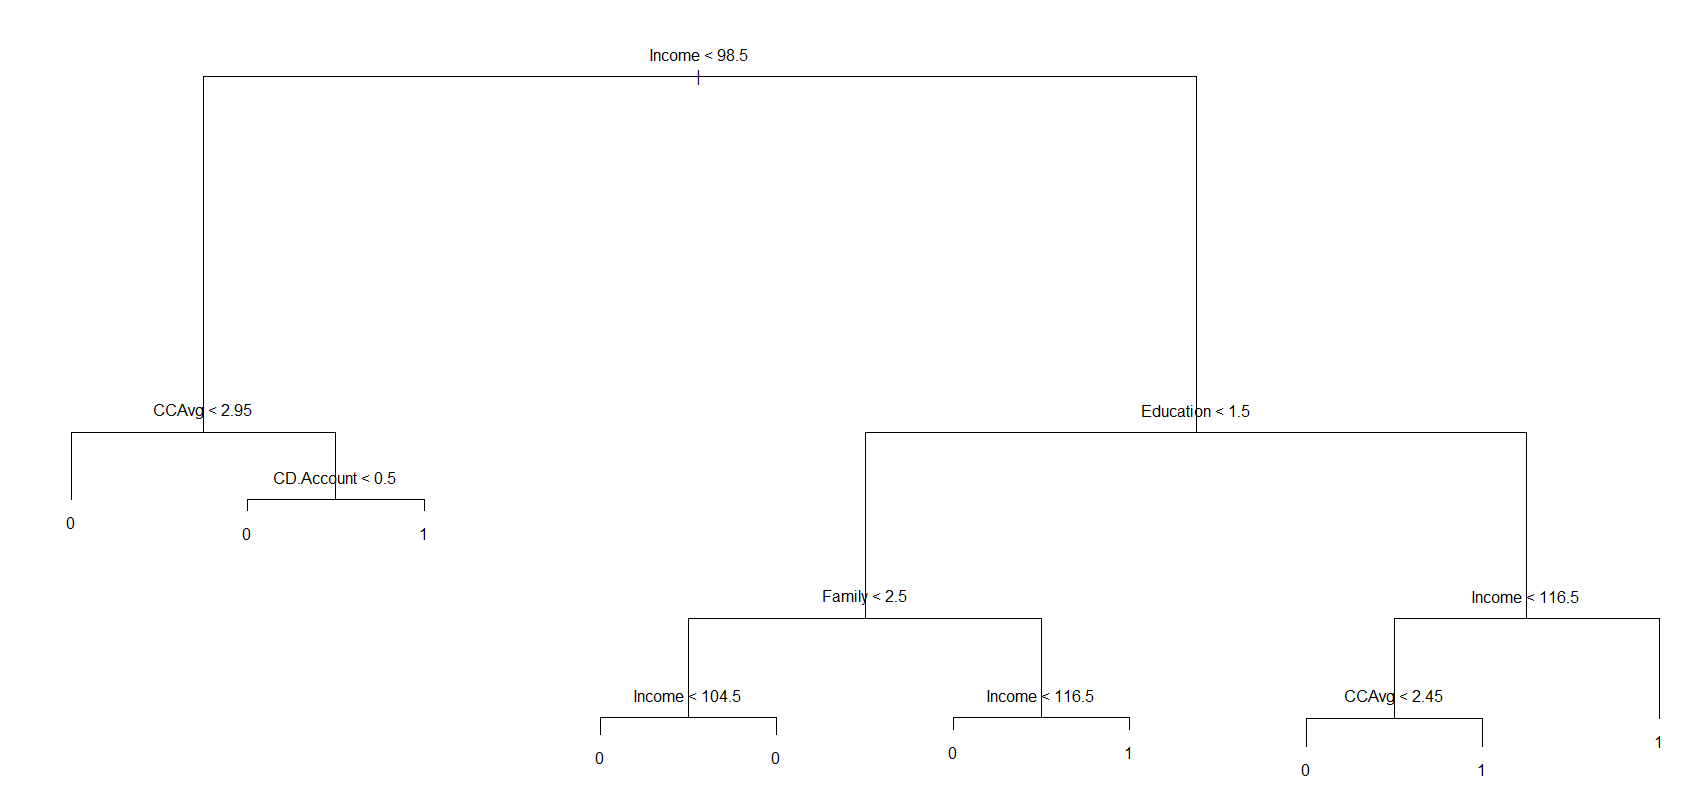 Income < 98.5
CCAvg < 2.95
Education < 1.5
CD.Account < 0.5
0
0
1
Family < 2.5
Income < 116.5
Income < 104.5
Income < 116.5
CCAvg < 2.45
0
0
0
1
0
1
1